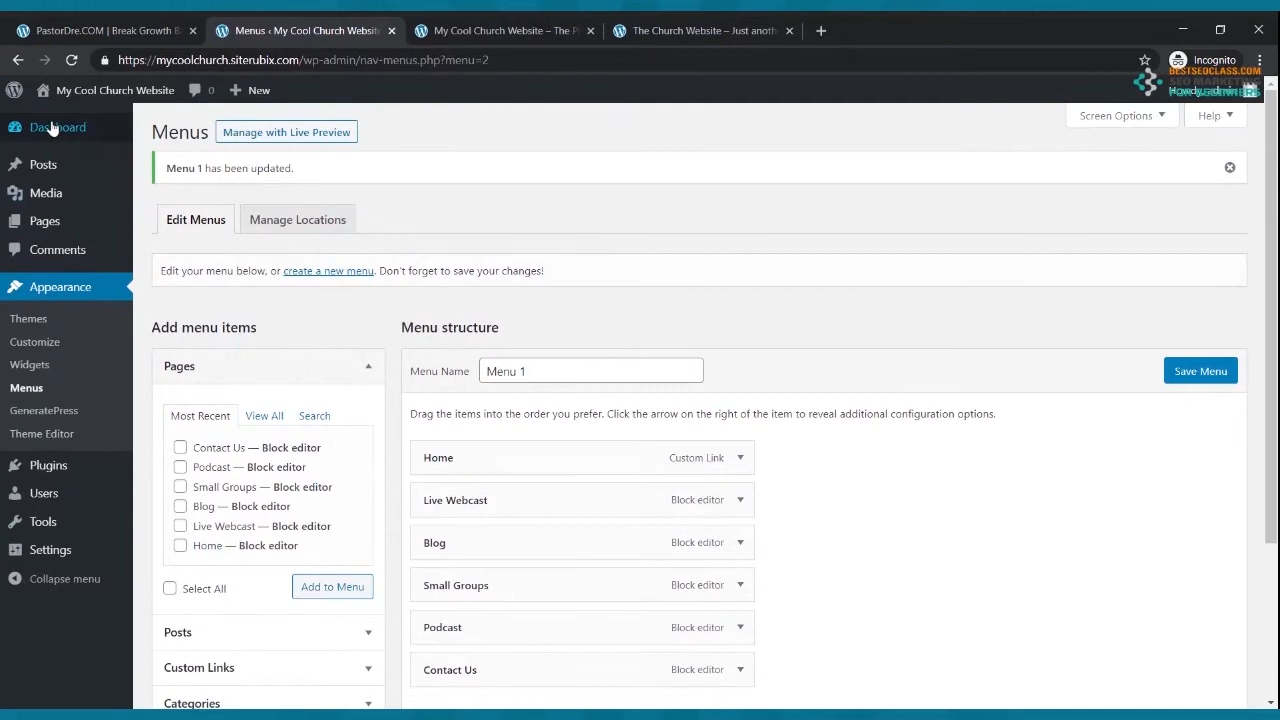 PastorDre.COM | Break Growth B
Menus ‹ My Cool Church Website
My Cool Church Website – The P
The Church Website – Just anoth
https://mycoolchurch.siterubix.com/wp-admin/nav-menus.php?menu=2
Incognito
BESTSEOCLASS.COM
SEO MARKETING
FOR BEGINNERS
My Cool Church Website
0
New
Dashboard
Posts
Media
Pages
Comments
Appearance
Themes
Customize
Widgets
Menus
GeneratePress
Theme Editor
Plugins
Users
Tools
Settings
Collapse menu
Screen Options
Help
Menus
Manage with Live Preview
Menu 1 has been updated.
Edit Menus
Manage Locations
Edit your menu below, or create a new menu. Don't forget to save your changes!
Add menu items
Pages
Most Recent
View All
Search
Contact Us — Block editor
Podcast — Block editor
Small Groups — Block editor
Blog — Block editor
Live Webcast — Block editor
Home — Block editor
Select All
Add to Menu
Posts
Custom Links
Categories
Menu structure
Menu Name
Menu 1
Save Menu
Drag the items into the order you prefer. Click the arrow on the right of the item to reveal additional configuration options.
Home Custom Link
Live Webcast Block editor
Blog Block editor
Small Groups Block editor
Podcast Block editor
Contact Us Block editor